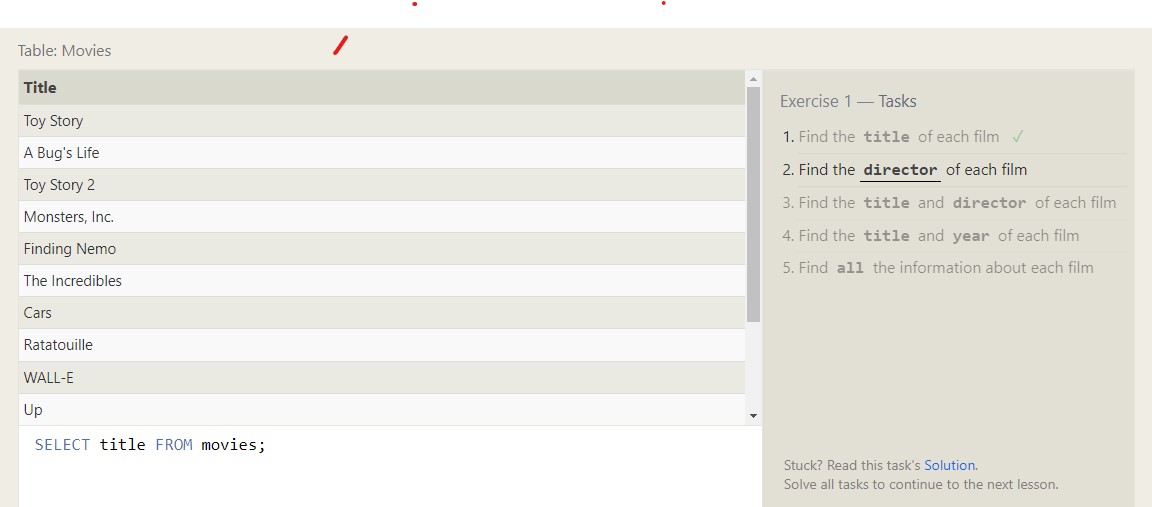 Table: Movies
Title
Toy Story
A Bug's Life
Toy Story 2
Monsters, Inc.
Finding Nemo
The Incredibles
Cars
Ratatouille
WALL-E
Up
SELECT title FROM movies;
Exercise 1 — Tasks
1. Find the title of each film ✓
2. Find the director of each film
3. Find the title and director of each film
4. Find the title and year of each film
5. Find all the information about each film
Stuck? Read this task's Solution.
Solve all tasks to continue to the next lesson.